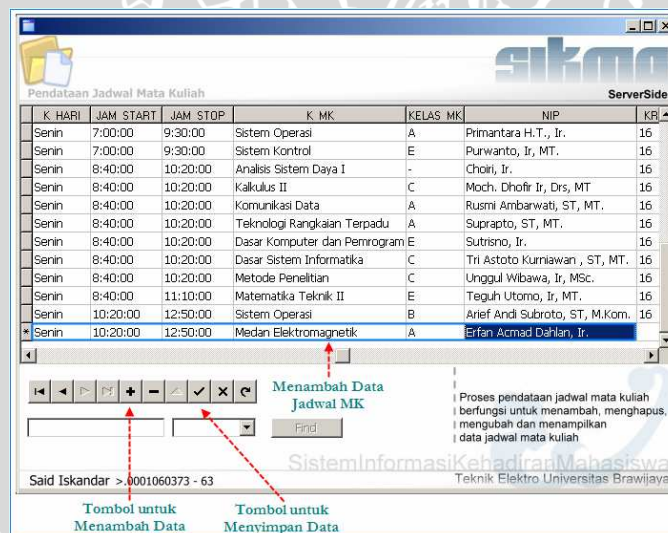 sitma
Pendataan Jadwal Mata Kuliah
ServerSide
K HARI JAM START JAM STOP K MK KELAS MK NIP KR
Senin 7:00:00 9:30:00 Sistem Operasi A Primantara H.T., Ir. 16
Senin 7:00:00 9:30:00 Sistem Kontrol E Purwanto, Ir, MT. 16
Senin 8:40:00 10:20:00 Analisis Sistem Daya I - Choiri, Ir. 16
Senin 8:40:00 10:20:00 Kalkulus II C Moch. Dhofir Ir, Drs, MT 16
Senin 8:40:00 10:20:00 Komunikasi Data A Rusmi Ambarwati, ST, MT. 16
Senin 8:40:00 10:20:00 Teknologi Rangkaian Terpadu A Suprapto, ST, MT. 16
Senin 8:40:00 10:20:00 Dasar Komputer dan Pemrogram E Sutrisno, Ir. 16
Senin 8:40:00 10:20:00 Dasar Sistem Informatika C Tri Astoto Kurniawan , ST, MT. 16
Senin 8:40:00 10:20:00 Metode Penelitian C Unggul Wibawa, Ir, MSc. 16
Senin 8:40:00 11:10:00 Matematika Teknik II E Teguh Utomo, Ir, MT. 16
Senin 10:20:00 12:50:00 Sistem Operasi B Arief Andi Subroto, ST, M.Kom. 16
* Senin 10:20:00 12:50:00 Medan Elektromagnetik A Erfan Acmad Dahlan, Ir.
Menambah Data
Jadwal MK
Find
Proses pendataan jadwal mata kuliah
berfungsi untuk menambah, menghapus,
mengubah dan menampilkan
data jadwal mata kuliah
SistemInformasiKehadiranMahasiswa
Teknik Elektro Universitas Brawijaya
Said Iskandar >.0001060373 - 63
Tombol untuk
Menambah Data
Tombol untuk
Menyimpan Data